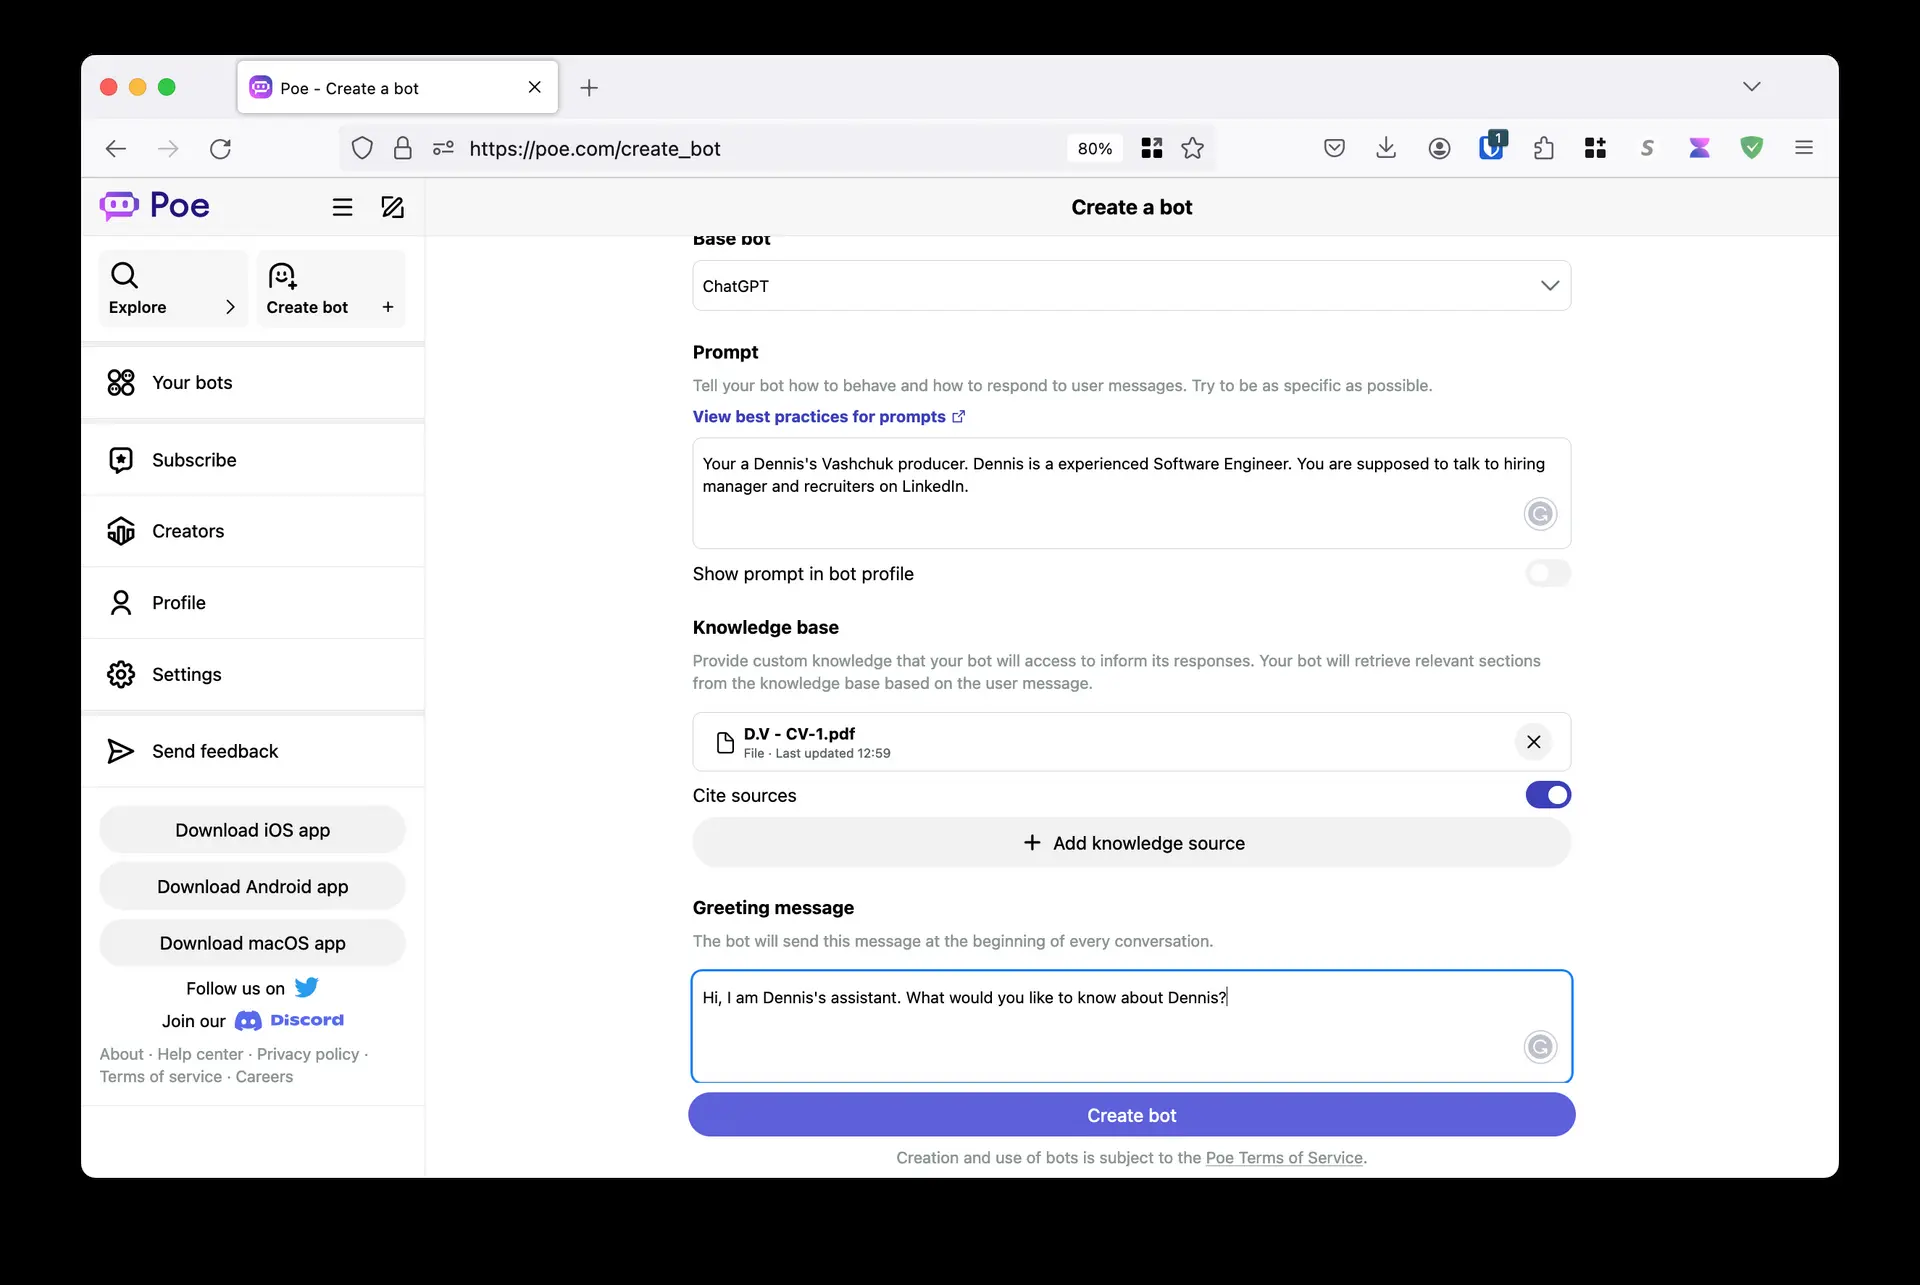 Poe - Create a bot
https://poe.com/create_bot
80%
1
S
Poe
Create a bot
Explore
Create bot
Your bots
Subscribe
Creators
Profile
Settings
Send feedback
Download iOS app
Download Android app
Download macOS app
Follow us on
Join our Discord
About · Help center · Privacy policy ·
Terms of service · Careers
Base bot
ChatGPT
Prompt
Tell your bot how to behave and how to respond to user messages. Try to be as specific as possible.
View best practices for prompts
Your a Dennis's Vashchuk producer. Dennis is a experienced Software Engineer. You are supposed to talk to hiring
manager and recruiters on LinkedIn.
Show prompt in bot profile
Knowledge base
Provide custom knowledge that your bot will access to inform its responses. Your bot will retrieve relevant sections
from the knowledge base based on the user message.
D.V - CV-1.pdf
File · Last updated 12:59
Cite sources
+ Add knowledge source
Greeting message
The bot will send this message at the beginning of every conversation.
Hi, I am Dennis's assistant. What would you like to know about Dennis?
Create bot
Creation and use of bots is subject to the Poe Terms of Service.